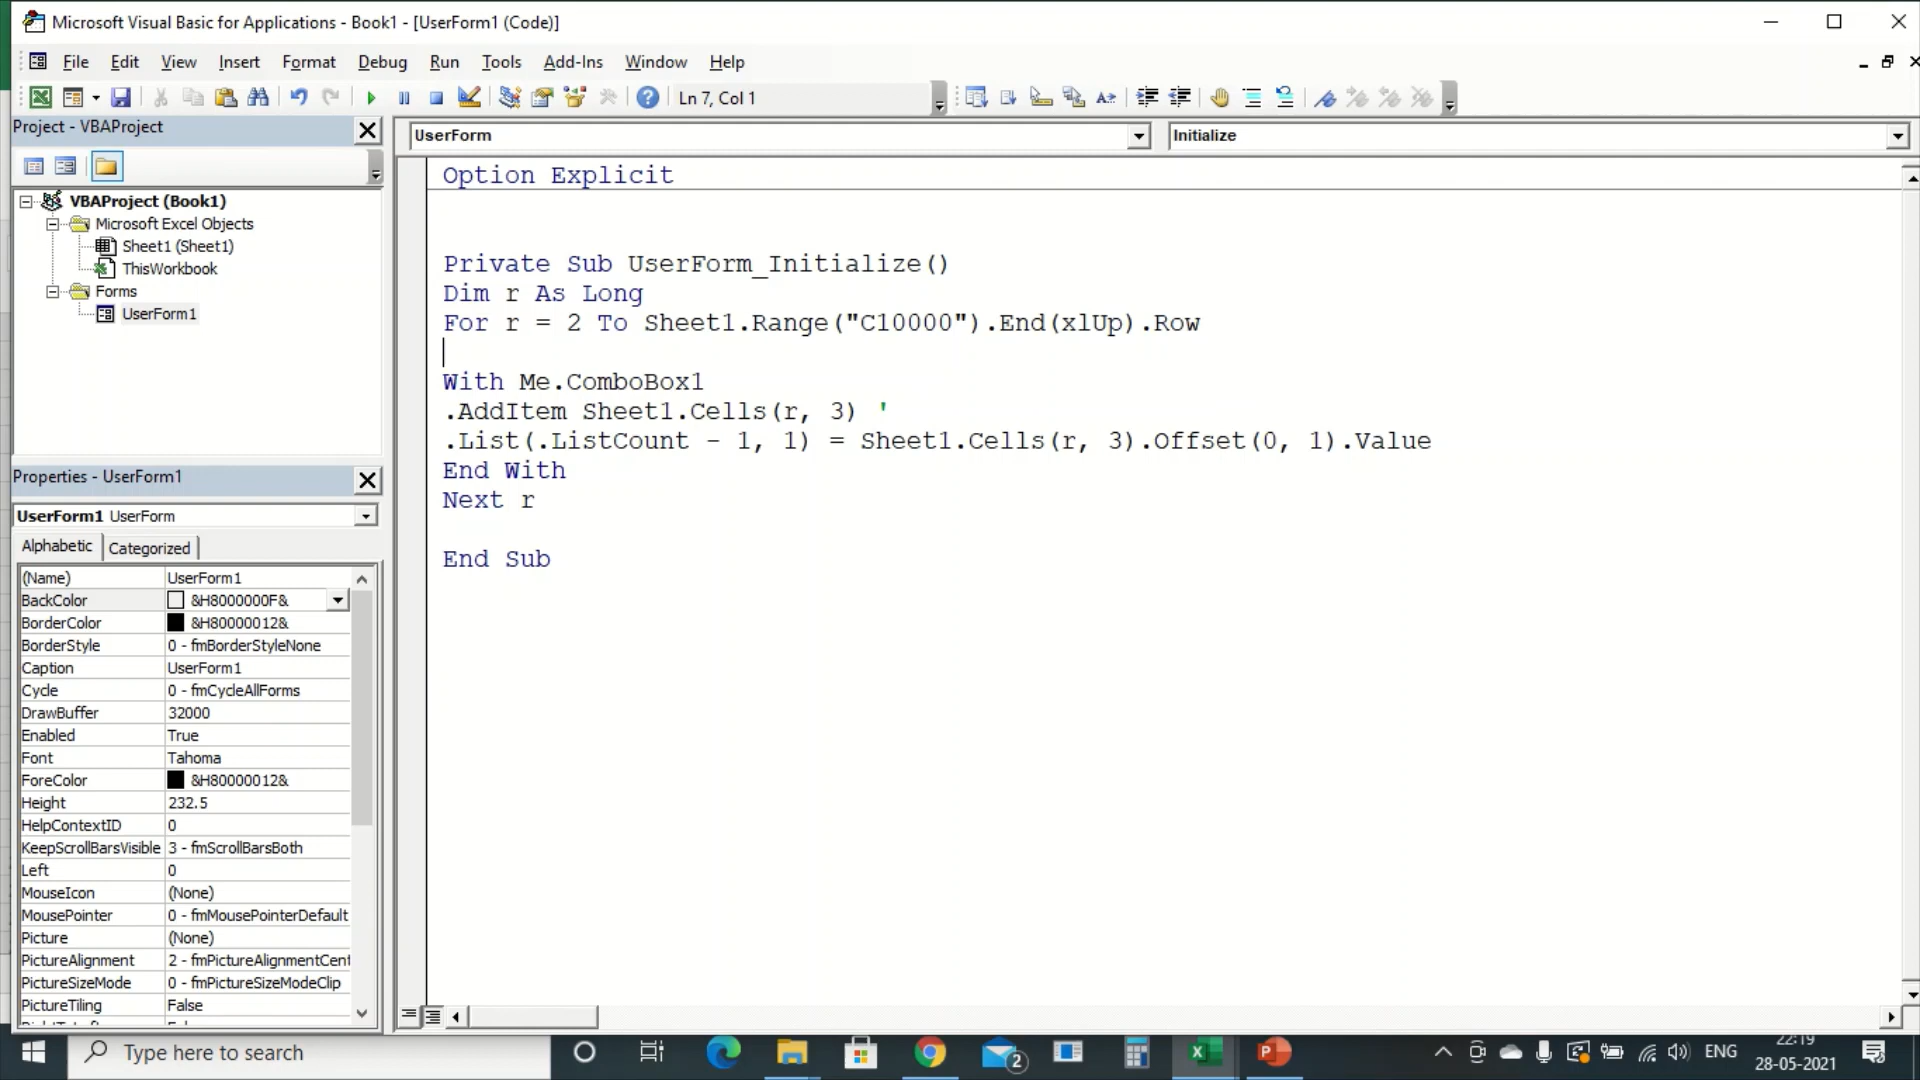 Microsoft Visual Basic for Applications - Book1 - [UserForm1 (Code)]
File Edit View Insert Format Debug Run Tools Add-Ins Window Help
Ln 7, Col 1
Project - VBAProject
UserForm
Initialize
VBAProject (Book1)
Microsoft Excel Objects
Sheet1 (Sheet1)
ThisWorkbook
Forms
UserForm1
Option Explicit
Private Sub UserForm_Initialize()
Dim r As Long
For r = 2 To Sheet1.Range("C10000").End(xlUp).Row
With Me.ComboBox1
.AddItem Sheet1.Cells(r, 3) '
.List(.ListCount - 1, 1) = Sheet1.Cells(r, 3).Offset(0, 1).Value
End With
Next r
End Sub
Properties - UserForm1
UserForm1 UserForm
Alphabetic Categorized
(Name) UserForm1
BackColor &H8000000F&
BorderColor &H80000012&
BorderStyle 0 - fmBorderStyleNone
Caption UserForm1
Cycle 0 - fmCycleAllForms
DrawBuffer 32000
Enabled True
Font Tahoma
ForeColor &H80000012&
Height 232.5
HelpContextID 0
KeepScrollBarsVisible 3 - fmScrollBarsBoth
Left 0
MouseIcon (None)
MousePointer 0 - fmMousePointerDefault
Picture (None)
PictureAlignment 2 - fmPictureAlignmentCent
PictureSizeMode 0 - fmPictureSizeModeClip
PictureTiling False
Type here to search
2
ENG
22:19
28-05-2021